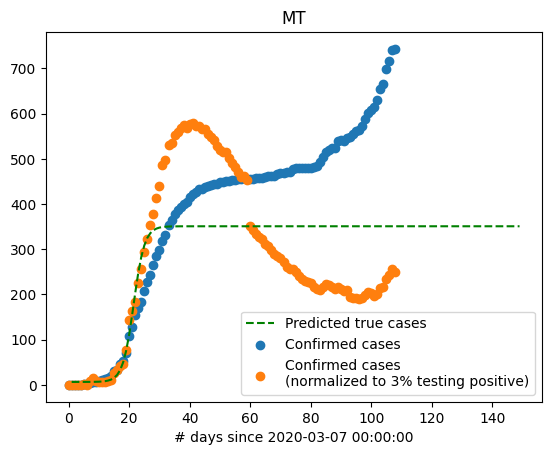 MT
700
600
500
400
300
200
100
0
Predicted true cases
Confirmed cases
Confirmed cases
(normalized to 3% testing positive)
0 20 40 60 80 100 120 140
# days since 2020-03-07 00:00:00